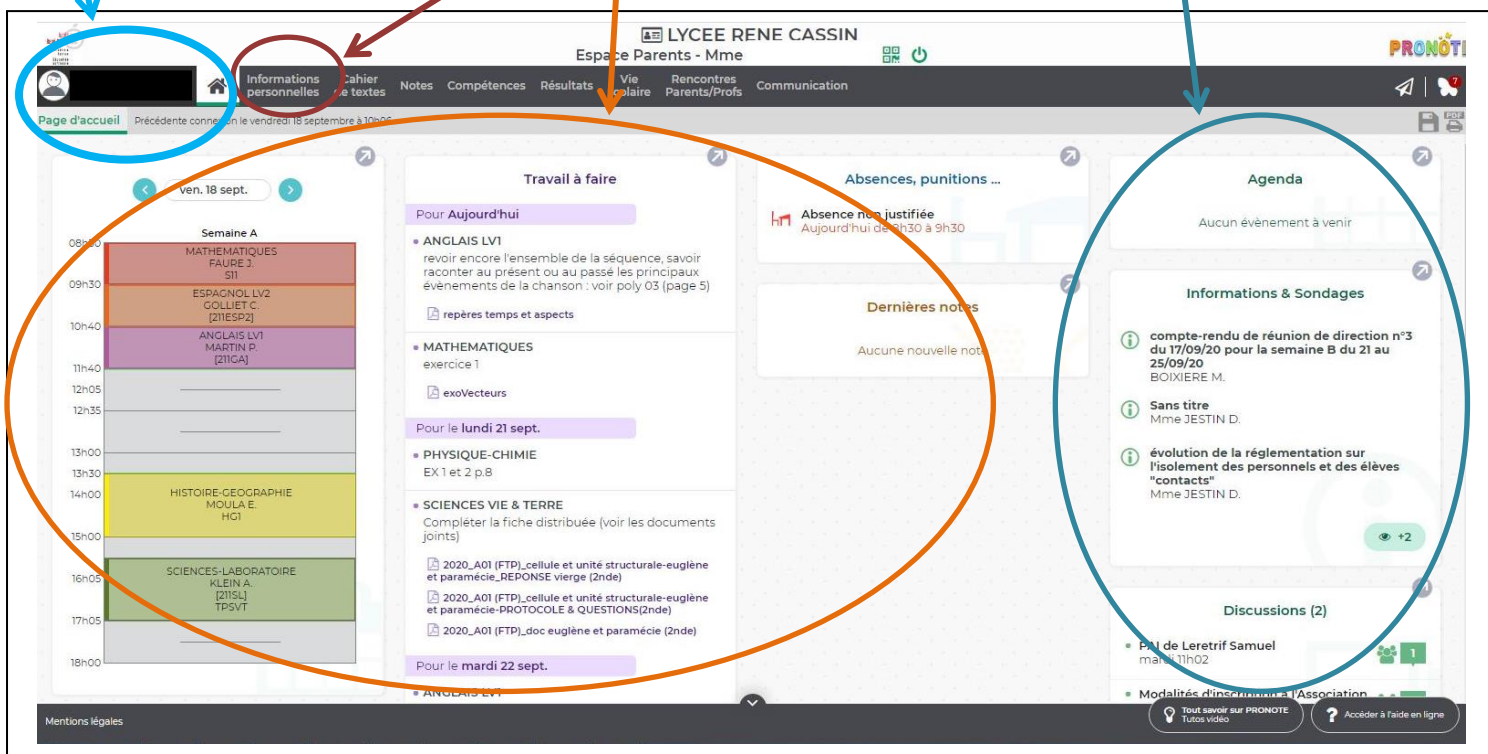 LYCEE RENE CASSIN
Espace Parents - Mme
PRONOTE
Informations personnelles
Cahier de textes
Notes
Compétences
Résultats
Vie scolaire
Rencontres Parents/Profs
Communication
7
Page d'accueil
Précédente connexion le vendredi 18 septembre à 10h06
PDF
ven. 18 sept.
Semaine A
08h30
MATHEMATIQUES
FAURE J.
S11
09h30
ESPAGNOL LV2
GOLLIET C.
[211ESP2]
10h40
ANGLAIS LV1
MARTIN P.
[211GA]
11h40
12h05
12h35
13h00
13h30
14h00
HISTOIRE-GEOGRAPHIE
MOULA E.
HG1
15h00
SCIENCES-LABORATOIRE
KLEIN A.
[211SL]
TPSVT
16h05
17h05
18h00
Travail à faire
Pour Aujourd'hui
ANGLAIS LV1
revoir encore l'ensemble de la séquence, savoir
raconter au présent ou au passé les principaux
évènements de la chanson : voir poly 03 (page 5)
repères temps et aspects
MATHEMATIQUES
exercice 1
exoVecteurs
Pour le lundi 21 sept.
PHYSIQUE-CHIMIE
EX 1 et 2 p.8
SCIENCES VIE & TERRE
Compléter la fiche distribuée (voir les documents
joints)
2020_A01 (FTP)_cellule et unité structurale-euglène
et paramécie_REPONSE vierge (2nde)
2020_A01 (FTP)_cellule et unité structurale-euglène
et paramécie-PROTOCOLE & QUESTIONS(2nde)
2020_A01 (FTP)_doc euglène et paramécie (2nde)
Pour le mardi 22 sept.
ANGLAIS LV1
Absences, punitions ...
Absence non justifiée
Aujourd'hui de 8h30 à 9h30
Dernières notes
Aucune nouvelle note
Agenda
Aucun évènement à venir
Informations & Sondages
compte-rendu de réunion de direction n°3
du 17/09/20 pour la semaine B du 21 au
25/09/20
BOIXIERE M.
Sans titre
Mme JESTIN D.
évolution de la réglementation sur
l'isolement des personnels et des élèves
"contacts"
Mme JESTIN D.
+2
Discussions (2)
PAI de Leretrif Samuel
mardi 11h02
1
Modalités d'inscription à l'Association
Mentions légales
Tout savoir sur PRONOTE
Tutos vidéo
? Accéder à l'aide en ligne